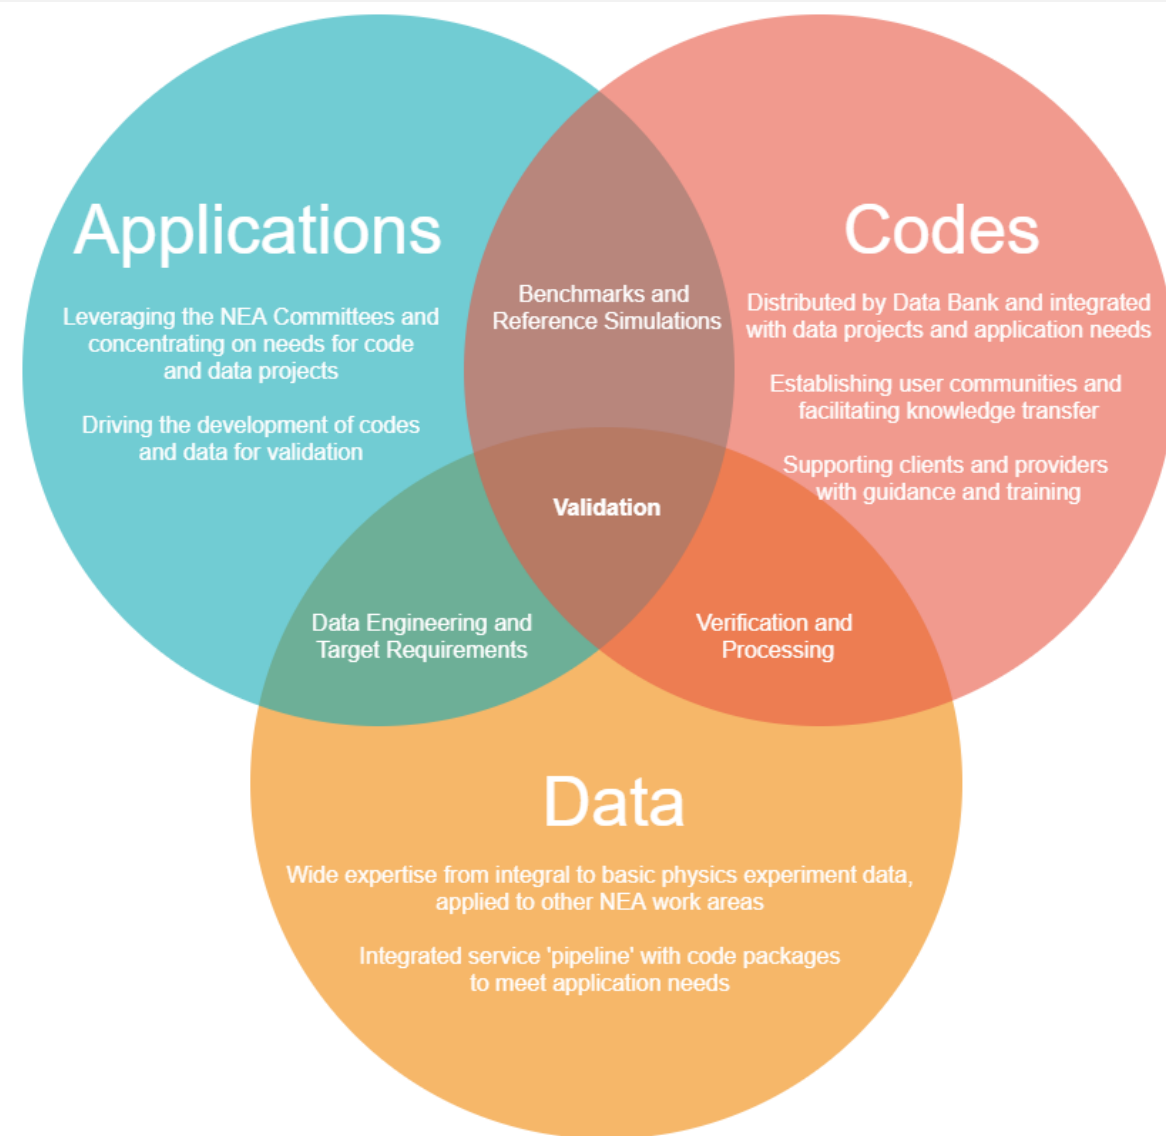 Applications
Leveraging the NEA Committees and
concentrating on needs for code
and data projects
Driving the development of codes
and data for validation
Benchmarks and
Reference Simulations
Codes
Distributed by Data Bank and integrated
with data projects and application needs
Establishing user communities and
facilitating knowledge transfer
Supporting clients and providers
with guidance and training
Validation
Data Engineering and
Target Requirements
Verification and
Processing
Data
Wide expertise from integral to basic physics experiment data,
applied to other NEA work areas
Integrated service 'pipeline' with code packages
to meet application needs